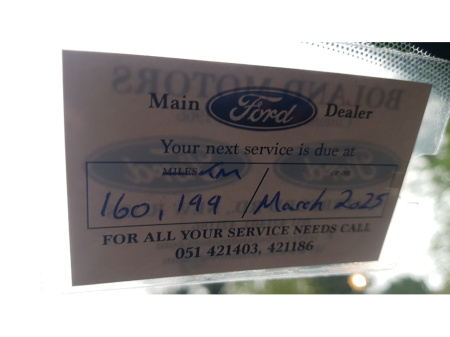 Main Ford Dealer
Your next service is due at
MILES KM
160,199 / March 2025
FOR ALL YOUR SERVICE NEEDS CALL
051 421403, 421186